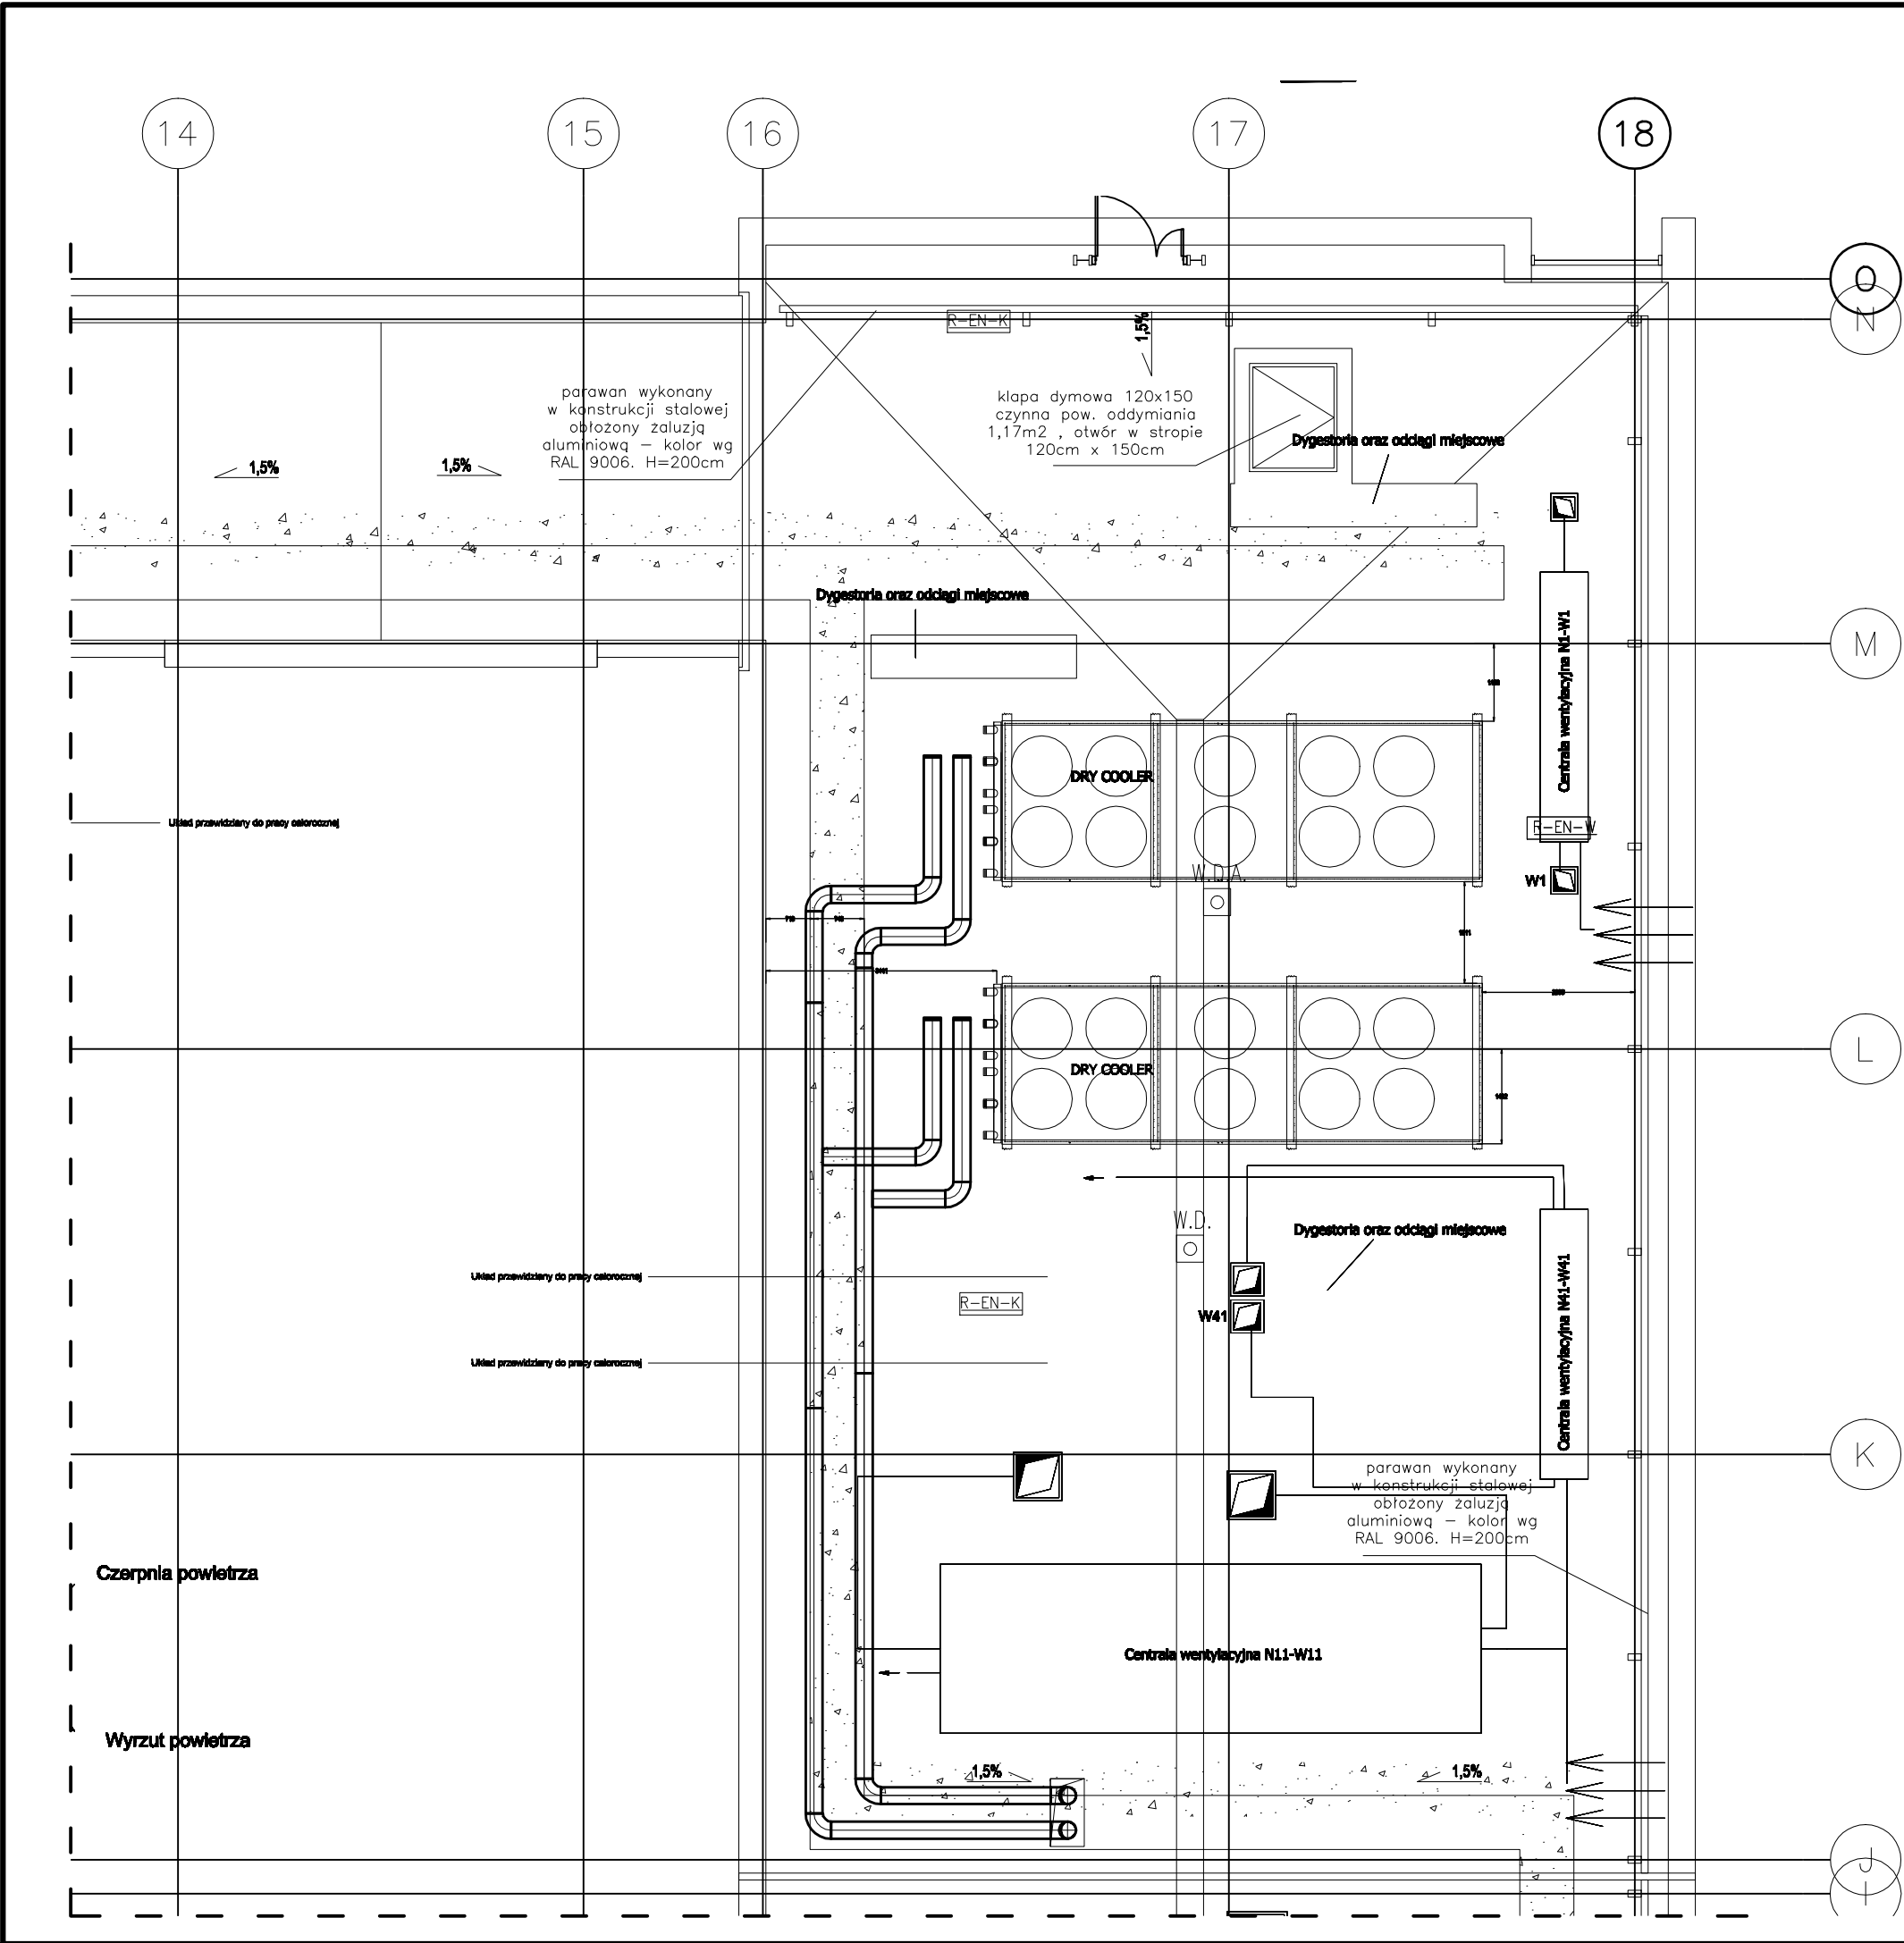 14
15
16
17
18
O
N
R-EN-K
1,5%
parawan wykonany
w konstrukcji stalowej
obłożony żaluzją
aluminiową – kolor wg
RAL 9006. H=200cm
klapa dymowa 120x150
czynna pow. oddymiania
1,17m2 , otwór w stropie
120cm x 150cm
Dygestoria oraz odciągi miejscowe
1,5%
1,5%
Dygestoria oraz odciągi miejscowe
Centrala wentylacyjna N1-W1
M
DRY COOLER
Układ przewidziany do pracy całorocznej
R-EN-W
W.D.A.
W1
L
DRY COOLER
W.D.
Dygestoria oraz odciągi miejscowe
Układ przewidziany do pracy całorocznej
R-EN-K
W41
Centrala wentylacyjna N41-W41
Układ przewidziany do pracy całorocznej
K
parawan wykonany
w konstrukcji stalowej
obłożony żaluzją
aluminiową – kolor wg
RAL 9006. H=200cm
Czerpnia powietrza
Centrala wentylacyjna N11-W11
Wyrzut powietrza
1,5%
1,5%
J
I